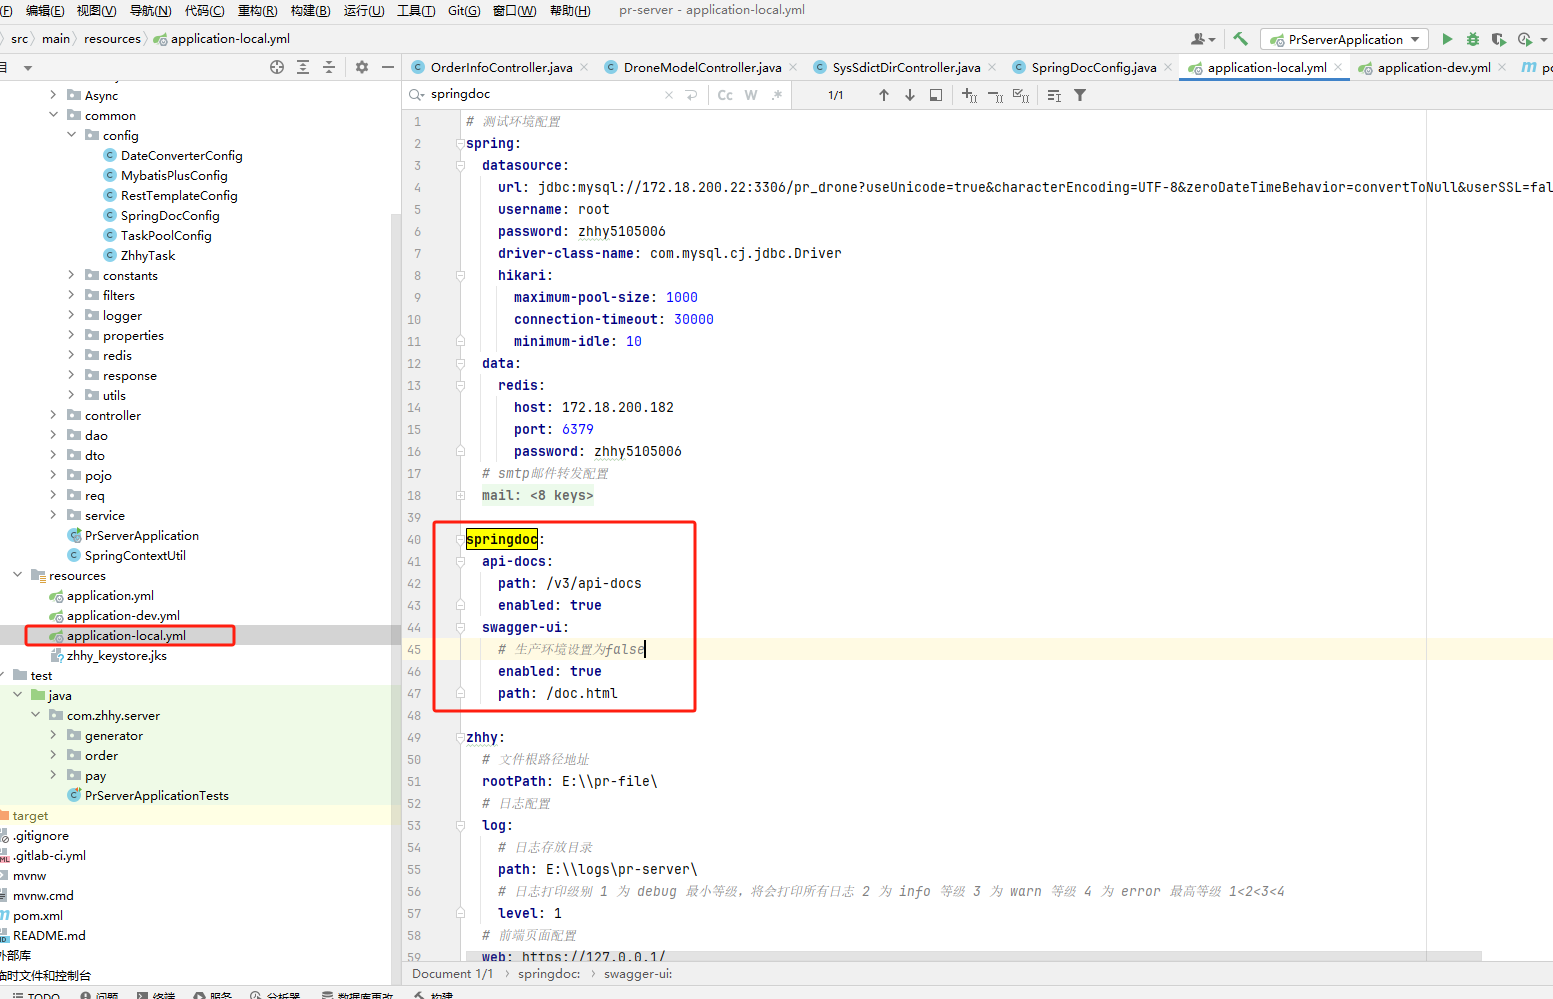 (F) 编辑(E) 视图(V) 导航(N) 代码(C) 重构(R) 构建(B) 运行(U) 工具(T) Git(G) 窗口(W) 帮助(H) pr-server - application-local.yml
src main resources application-local.yml PrServerApplication
目
OrderInfoController.java DroneModelController.java SysSdictDirController.java SpringDocConfig.java application-local.yml application-dev.yml
springdoc Cc W .* 1/1
Async
common
config
DateConverterConfig
MybatisPlusConfig
RestTemplateConfig
SpringDocConfig
TaskPoolConfig
ZhhyTask
constants
filters
logger
properties
redis
response
utils
controller
dao
dto
pojo
req
service
PrServerApplication
SpringContextUtil
resources
application.yml
application-dev.yml
application-local.yml
zhhy_keystore.jks
test
java
com.zhhy.server
generator
order
pay
PrServerApplicationTests
target
.gitignore
.gitlab-ci.yml
mvnw
mvnw.cmd
pom.xml
README.md
外部库
临时文件和控制台
1 # 测试环境配置
2 spring:
3 datasource:
4 url: jdbc:mysql://172.18.200.22:3306/pr_drone?useUnicode=true&characterEncoding=UTF-8&zeroDateTimeBehavior=convertToNull&userSSL=fal
5 username: root
6 password: zhhy5105006
7 driver-class-name: com.mysql.cj.jdbc.Driver
8 hikari:
9 maximum-pool-size: 1000
10 connection-timeout: 30000
11 minimum-idle: 10
12 data:
13 redis:
14 host: 172.18.200.182
15 port: 6379
16 password: zhhy5105006
17 # smtp邮件转发配置
18 mail: <8 keys>
39
40 springdoc:
41 api-docs:
42 path: /v3/api-docs
43 enabled: true
44 swagger-ui:
45 # 生产环境设置为false
46 enabled: true
47 path: /doc.html
48
49 zhhy:
50 # 文件根路径地址
51 rootPath: E:\\pr-file\
52 # 日志配置
53 log:
54 # 日志存放目录
55 path: E:\\logs\pr-server\
56 # 日志打印级别 1 为 debug 最小等级，将会打印所有日志 2 为 info 等级 3 为 warn 等级 4 为 error 最高等级 1<2<3<4
57 level: 1
58 # 前端页面配置
59 web: https://127.0.0.1/
Document 1/1 springdoc: swagger-ui:
TODO 问题 终端 服务 分析器 数据库更改 构建